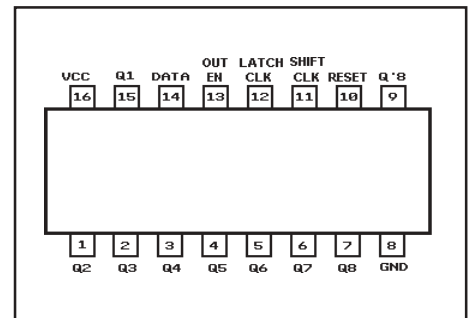 OUT LATCH SHIFT
VCC Q1 DATA EN CLK CLK RESET Q'8
16 15 14 13 12 11 10 9
1 2 3 4 5 6 7 8
Q2 Q3 Q4 Q5 Q6 Q7 Q8 GND